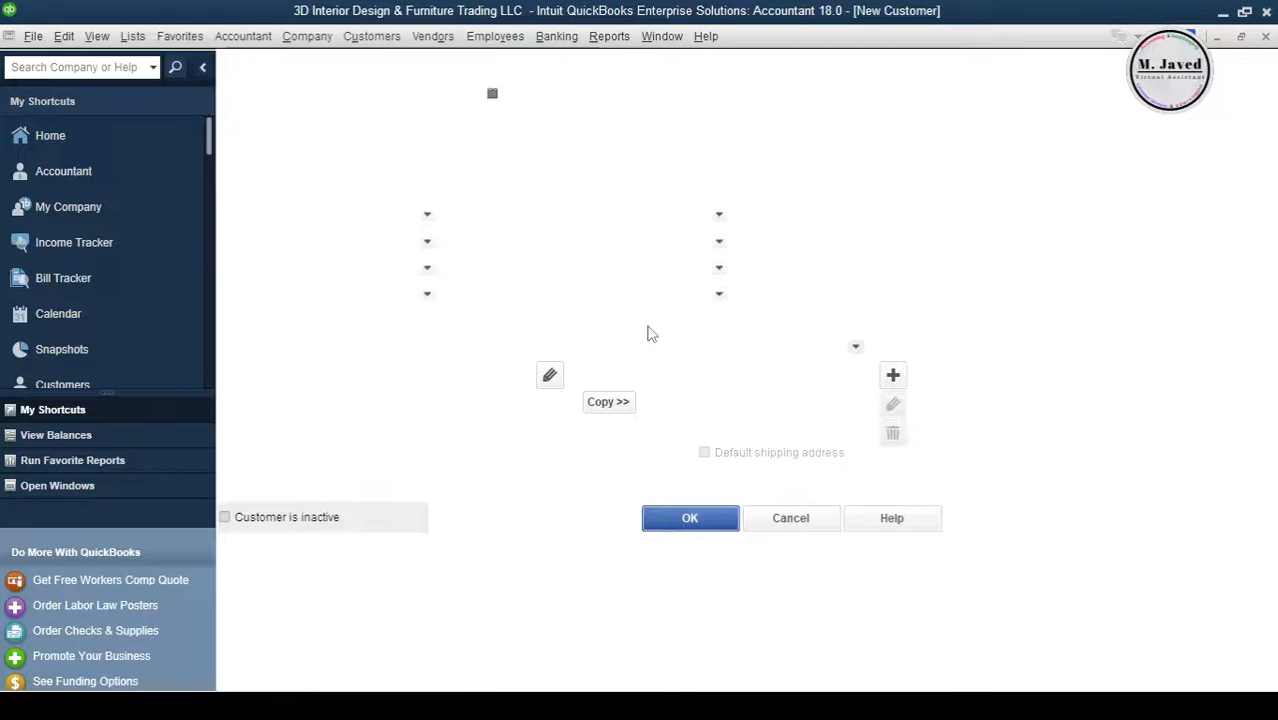 3D Interior Design & Furniture Trading LLC - Intuit QuickBooks Enterprise Solutions: Accountant 18.0 - [New Customer]
File Edit View Lists Favorites Accountant Company Customers Vendors Employees Banking Reports Window Help
M. Javed
Virtual Assistant
Search Company or Help
My Shortcuts
Home
Accountant
My Company
Income Tracker
Bill Tracker
Calendar
Snapshots
Customers
My Shortcuts
View Balances
Run Favorite Reports
Open Windows
Do More With QuickBooks
Get Free Workers Comp Quote
Order Labor Law Posters
Order Checks & Supplies
Promote Your Business
See Funding Options
Copy >>
Default shipping address
Customer is inactive
OK Cancel Help